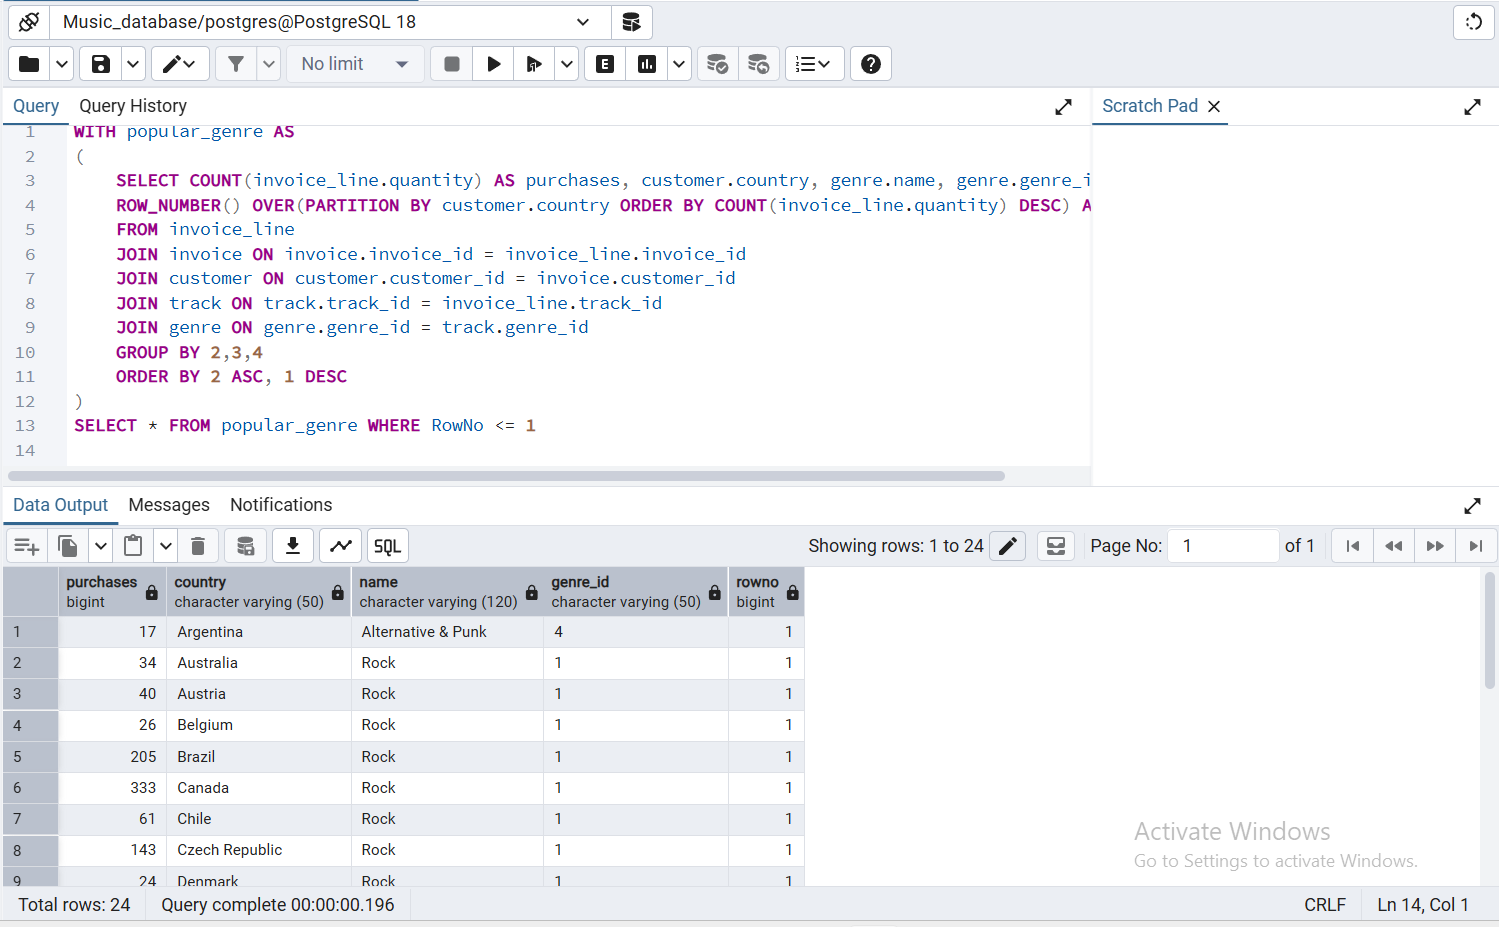 Music_database/postgres@PostgreSQL 18
No limit
E
Query Query History
Scratch Pad
1 WITH popular_genre AS
2 (
3 SELECT COUNT(invoice_line.quantity) AS purchases, customer.country, genre.name, genre.genre_i
4 ROW_NUMBER() OVER(PARTITION BY customer.country ORDER BY COUNT(invoice_line.quantity) DESC) A
5 FROM invoice_line
6 JOIN invoice ON invoice.invoice_id = invoice_line.invoice_id
7 JOIN customer ON customer.customer_id = invoice.customer_id
8 JOIN track ON track.track_id = invoice_line.track_id
9 JOIN genre ON genre.genre_id = track.genre_id
10 GROUP BY 2,3,4
11 ORDER BY 2 ASC, 1 DESC
12 )
13 SELECT * FROM popular_genre WHERE RowNo <= 1
14
Data Output Messages Notifications
SQL Showing rows: 1 to 24 Page No: 1 of 1
purchases country name genre_id rowno
bigint character varying (50) character varying (120) character varying (50) bigint
1 17 Argentina Alternative & Punk 4 1
2 34 Australia Rock 1 1
3 40 Austria Rock 1 1
4 26 Belgium Rock 1 1
5 205 Brazil Rock 1 1
6 333 Canada Rock 1 1
7 61 Chile Rock 1 1
8 143 Czech Republic Rock 1 1
9 24 Denmark Rock 1 1
Activate Windows
Go to Settings to activate Windows.
Total rows: 24 Query complete 00:00:00.196 CRLF Ln 14, Col 1